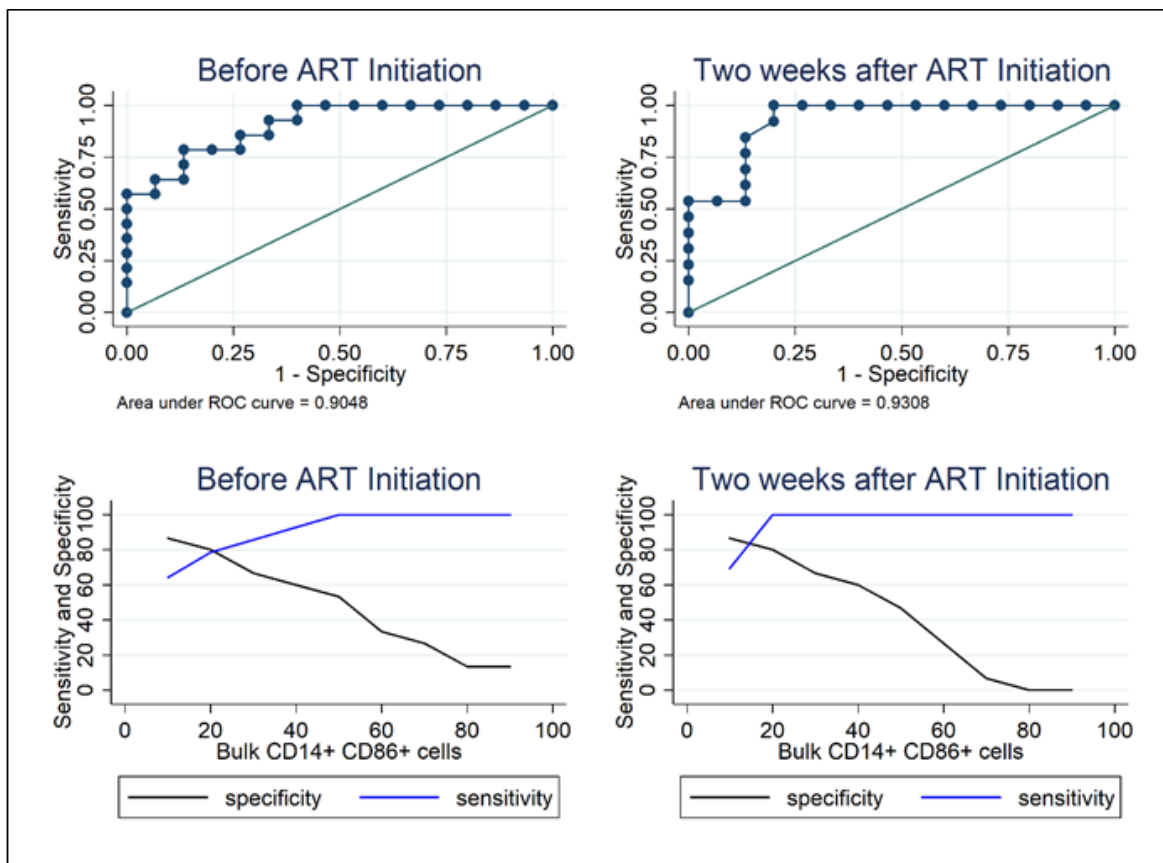 Before ART Initiation
Sensitivity
0.00 0.25 0.50 0.75 1.00
0.00 0.25 0.50 0.75 1.00
1 - Specificity
Area under ROC curve = 0.9048
Two weeks after ART Initiation
Sensitivity
0.00 0.25 0.50 0.75 1.00
0.00 0.25 0.50 0.75 1.00
1 - Specificity
Area under ROC curve = 0.9308
Before ART Initiation
Sensitivity and Specificity
0 20 40 60 80 100
0 20 40 60 80 100
Bulk CD14+ CD86+ cells
specificity sensitivity
Two weeks after ART Initiation
Sensitivity and Specificity
0 20 40 60 80 100
0 20 40 60 80 100
Bulk CD14+ CD86+ cells
specificity sensitivity